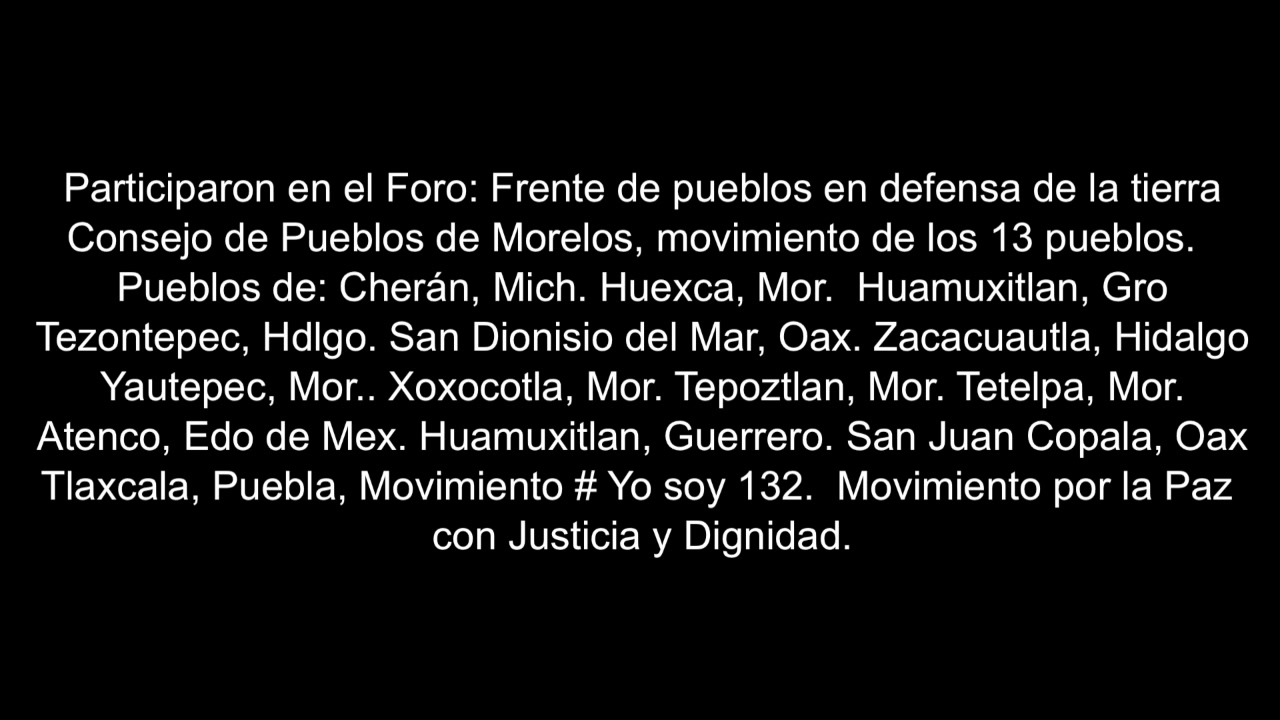 Participaron en el Foro: Frente de pueblos en defensa de la tierra
Consejo de Pueblos de Morelos, movimiento de los 13 pueblos.
Pueblos de: Cherán, Mich. Huexca, Mor.  Huamuxitlan, Gro
Tezontepec, Hdlgo. San Dionisio del Mar, Oax. Zacacuautla, Hidalgo
Yautepec, Mor.. Xoxocotla, Mor. Tepoztlan, Mor. Tetelpa, Mor.
Atenco, Edo de Mex. Huamuxitlan, Guerrero. San Juan Copala, Oax
Tlaxcala, Puebla, Movimiento # Yo soy 132.  Movimiento por la Paz
con Justicia y Dignidad.